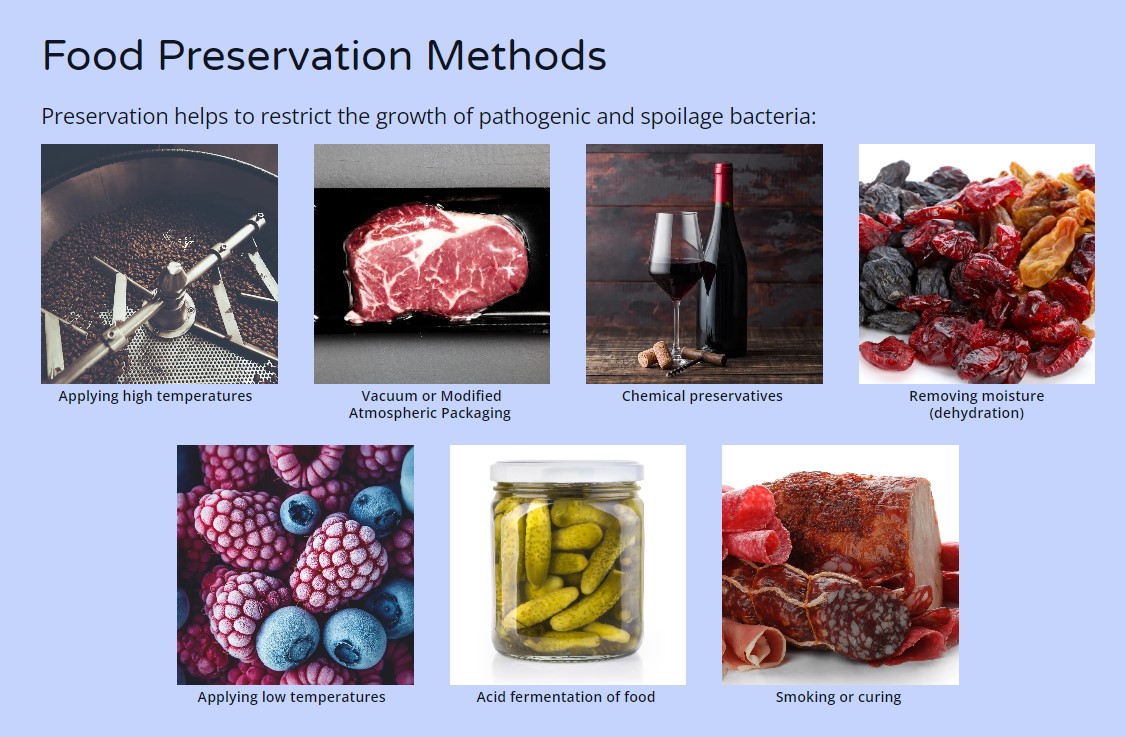 Food Preservation Methods
Preservation helps to restrict the growth of pathogenic and spoilage bacteria:
Applying high temperatures
Vacuum or Modified
Atmospheric Packaging
Chemical preservatives
Removing moisture
(dehydration)
Applying low temperatures
Acid fermentation of food
Smoking or curing